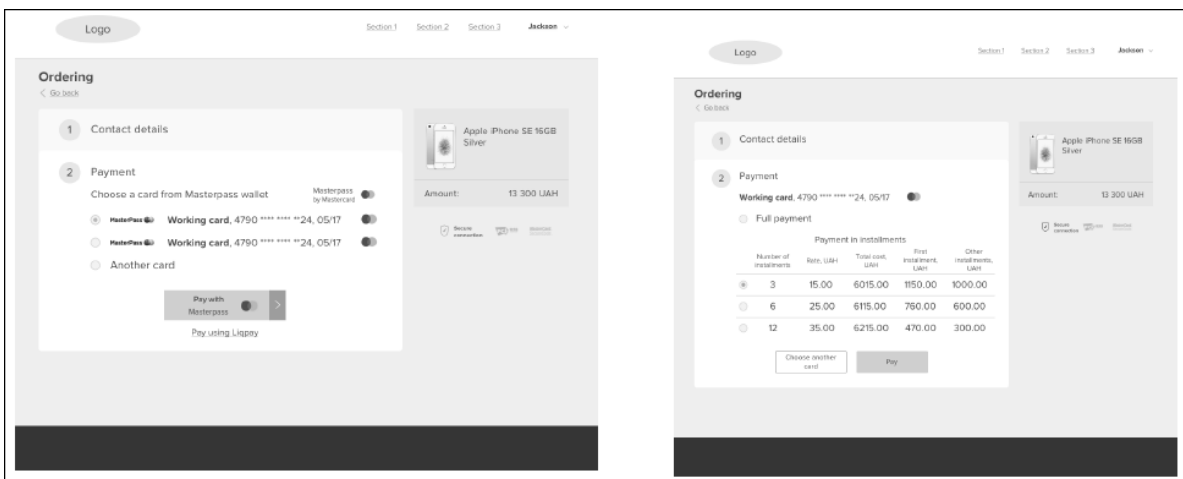 Logo
Section 1 Section 2 Section 3 Jackson
Ordering
Go back
1 Contact details
2 Payment
Choose a card from Masterpass wallet
Masterpass
by Mastercard
MasterPass Working card, 4790 **** **** **24, 05/17
MasterPass Working card, 4790 **** **** **24, 05/17
Another card
Pay with
Masterpass
Pay using Liqpay
Apple iPhone SE 16GB
Silver
Amount: 13 300 UAH
Secure
connection
Logo
Section 1 Section 2 Section 3 Jackson
Ordering
Go back
1 Contact details
2 Payment
Working card, 4790 **** **** **24, 05/17
Full payment
Payment in installments
Number of
installments
Rate, UAH
Total cost,
UAH
First
installment,
UAH
Other
installments,
UAH
3 15.00 6015.00 1150.00 1000.00
6 25.00 6115.00 760.00 600.00
12 35.00 6215.00 470.00 300.00
Choose another
card
Pay
Apple iPhone SE 16GB
Silver
Amount: 13 300 UAH
Secure
connection